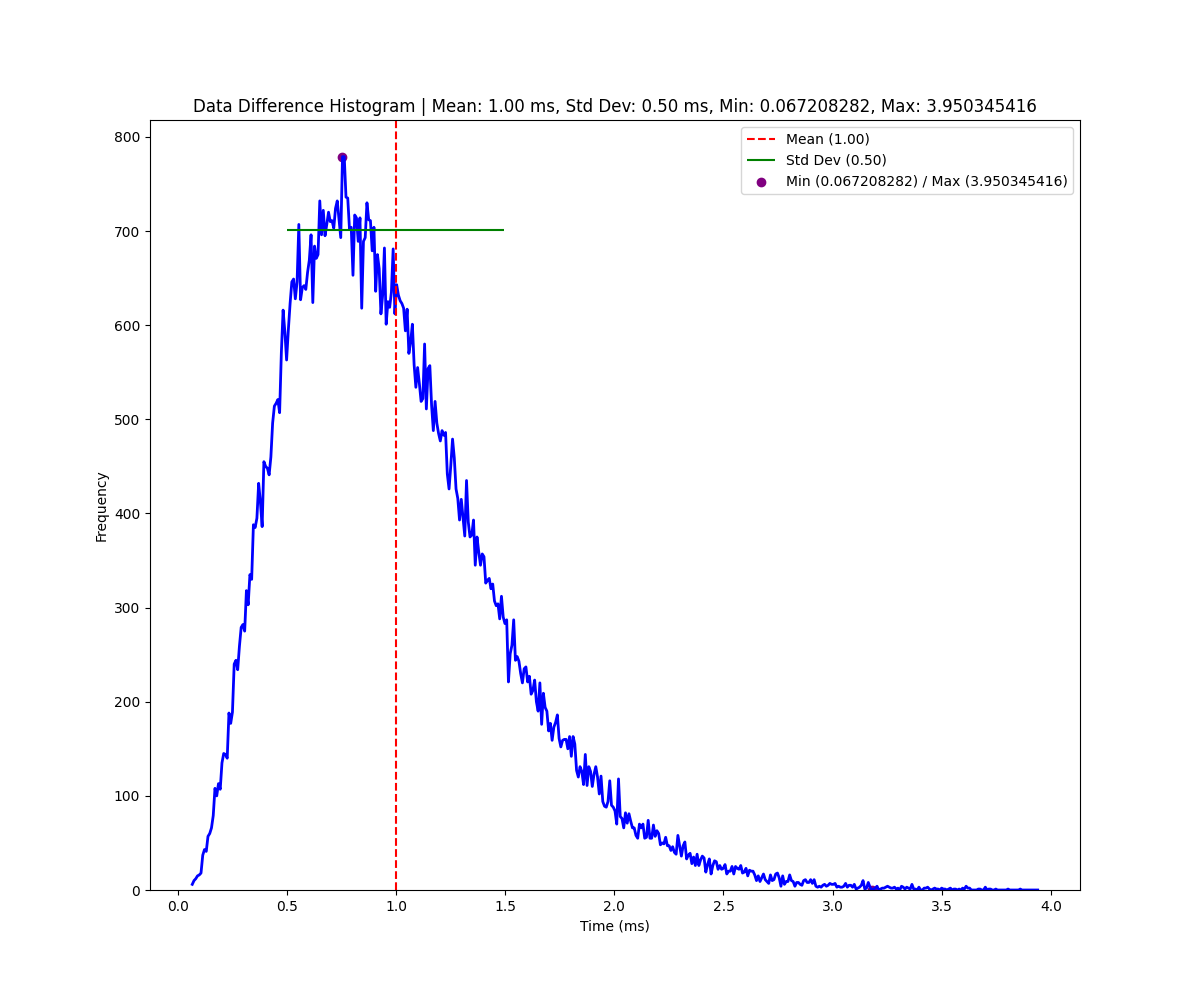 Data Difference Histogram | Mean: 1.00 ms, Std Dev: 0.50 ms, Min: 0.067208282, Max: 3.950345416
Mean (1.00)
Std Dev (0.50)
Min (0.067208282) / Max (3.950345416)
800
700
600
500
400
300
200
100
0
Frequency
0.0 0.5 1.0 1.5 2.0 2.5 3.0 3.5 4.0
Time (ms)